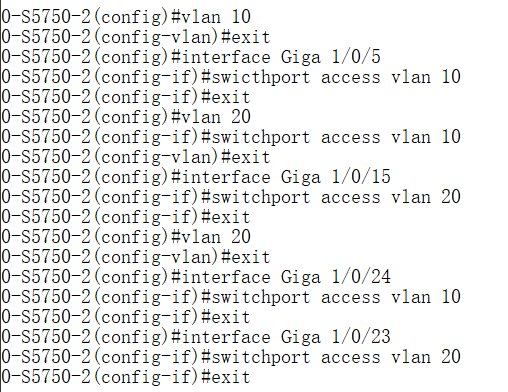 0-S5750-2(config)#vlan 10
0-S5750-2(config-vlan)#exit
0-S5750-2(config)#interface Giga 1/0/5
0-S5750-2(config-if)#swicthport access vlan 10
0-S5750-2(config-if)#exit
0-S5750-2(config)#vlan 20
0-S5750-2(config-if)#switchport access vlan 10
0-S5750-2(config-vlan)#exit
0-S5750-2(config)#interface Giga 1/0/15
0-S5750-2(config-if)#switchport access vlan 20
0-S5750-2(config-if)#exit
0-S5750-2(config)#vlan 20
0-S5750-2(config-vlan)#exit
0-S5750-2(config)#interface Giga 1/0/24
0-S5750-2(config-if)#switchport access vlan 10
0-S5750-2(config-if)#exit
0-S5750-2(config)#interface Giga 1/0/23
0-S5750-2(config-if)#switchport access vlan 20
0-S5750-2(config-if)#exit